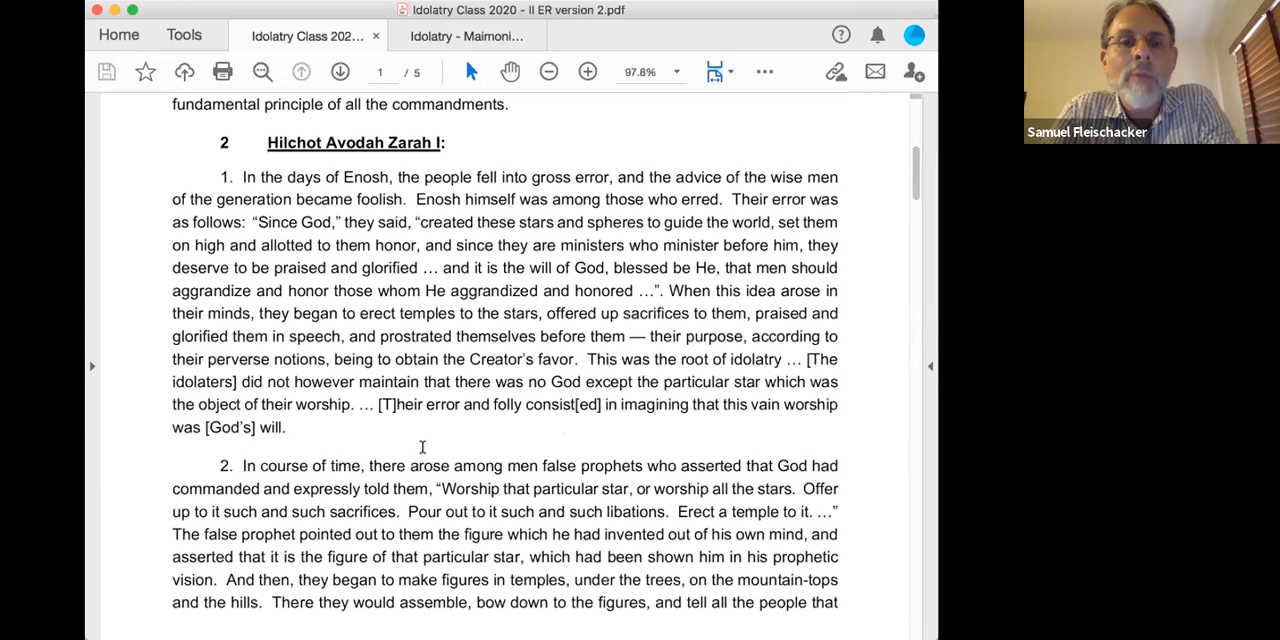 Idolatry Class 2020 - II ER version 2.pdf
Home Tools Idolatry Class 202... × Idolatry - Maimoni...
1 / 5 97.8%
fundamental principle of all the commandments.
2 Hilchot Avodah Zarah I:
1. In the days of Enosh, the people fell into gross error, and the advice of the wise men
of the generation became foolish. Enosh himself was among those who erred. Their error was
as follows: “Since God,” they said, “created these stars and spheres to guide the world, set them
on high and allotted to them honor, and since they are ministers who minister before him, they
deserve to be praised and glorified … and it is the will of God, blessed be He, that men should
aggrandize and honor those whom He aggrandized and honored …”. When this idea arose in
their minds, they began to erect temples to the stars, offered up sacrifices to them, praised and
glorified them in speech, and prostrated themselves before them — their purpose, according to
their perverse notions, being to obtain the Creator’s favor. This was the root of idolatry … [The
idolaters] did not however maintain that there was no God except the particular star which was
the object of their worship. … [T]heir error and folly consist[ed] in imagining that this vain worship
was [God’s] will.
2. In course of time, there arose among men false prophets who asserted that God had
commanded and expressly told them, “Worship that particular star, or worship all the stars. Offer
up to it such and such sacrifices. Pour out to it such and such libations. Erect a temple to it. …”
The false prophet pointed out to them the figure which he had invented out of his own mind, and
asserted that it is the figure of that particular star, which had been shown him in his prophetic
vision. And then, they began to make figures in temples, under the trees, on the mountain-tops
and the hills. There they would assemble, bow down to the figures, and tell all the people that
Samuel Fleischacker